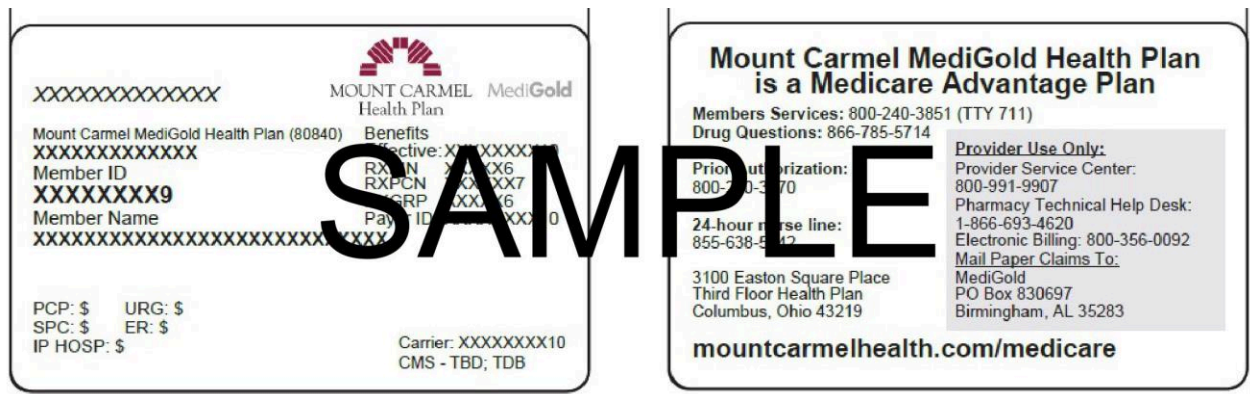 XXXXXXXXXXXXXX
MOUNT CARMEL
Health Plan
MediGold
Mount Carmel MediGold Health Plan (80840)
XXXXXXXXXXXXX
Member ID
XXXXXXXX9
Member Name
Benefits
RXPCN
PCP: $ URG: $
SPC: $ ER: $
IP HOSP: $
Carrier: XXXXXXXX10
CMS - TBD; TDB
SAMPLE
Mount Carmel MediGold Health Plan
is a Medicare Advantage Plan
Members Services: 800-240-3851 (TTY 711)
Drug Questions: 866-785-5714
24-hour line:
3100 Easton Square Place
Third Floor Health Plan
Columbus, Ohio 43219
Provider Use Only:
Provider Service Center:
800-991-9907
Pharmacy Technical Help Desk:
1-866-693-4620
Electronic Billing: 800-356-0092
Mail Paper Claims To:
MediGold
PO Box 830697
Birmingham, AL 35283
mountcarmelhealth.com/medicare